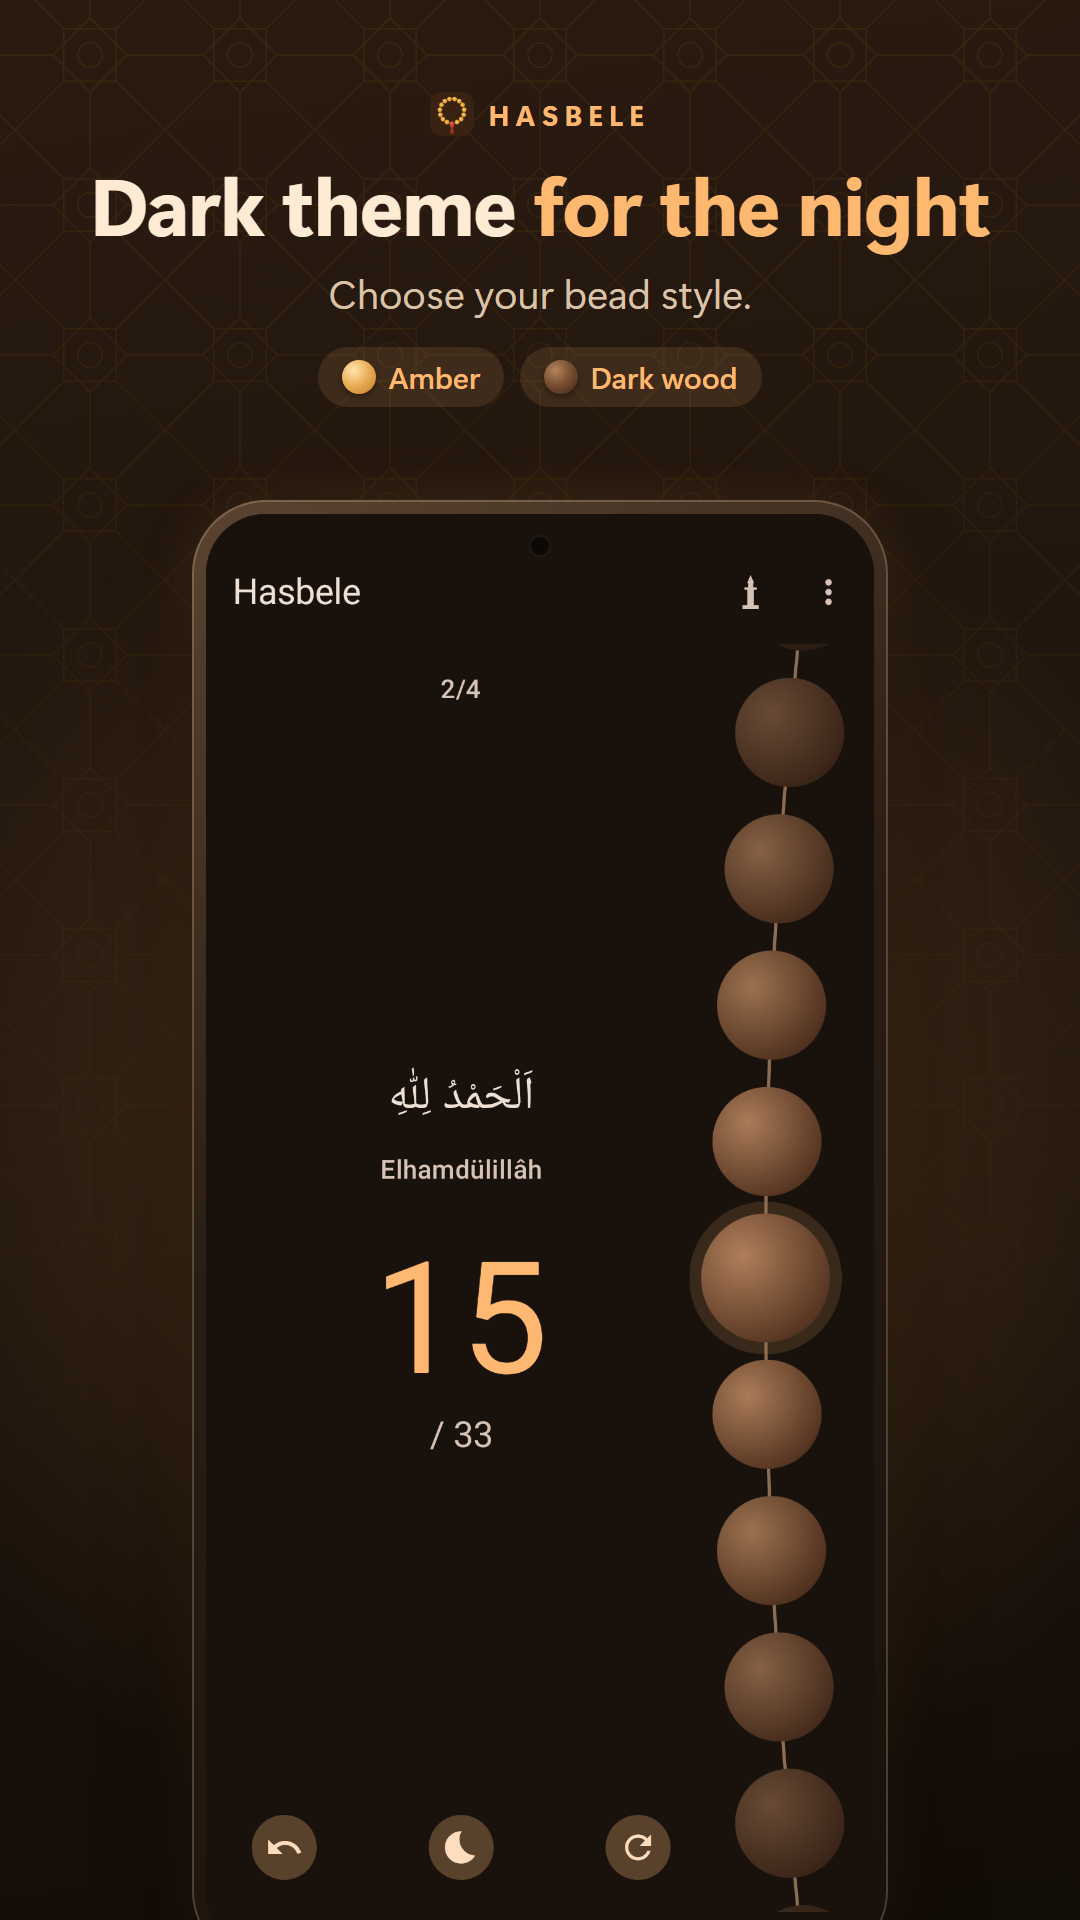 HASBELE
Dark theme for the night
Choose your bead style.
Amber
Dark wood
Hasbele
2/4
اَلْحَمْدُ لِلّٰهِ
Elhamdülillâh
15
/ 33